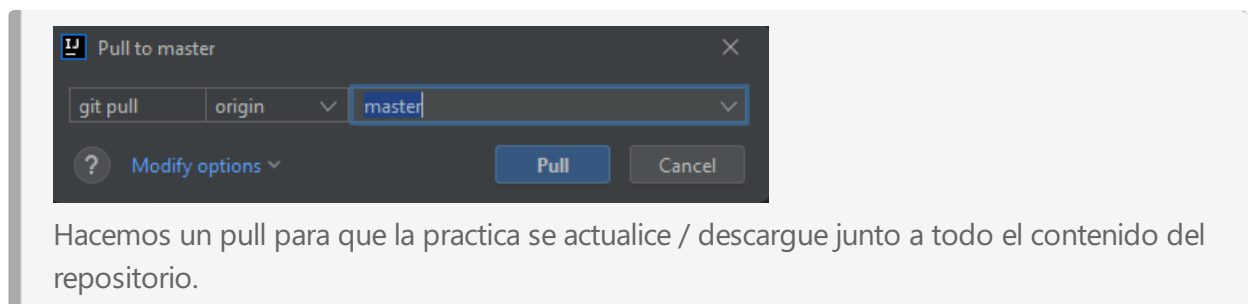 IJ Pull to master
git pull origin master
? Modify options Pull Cancel
Hacemos un pull para que la practica se actualice / descargue junto a todo el contenido del
repositorio.